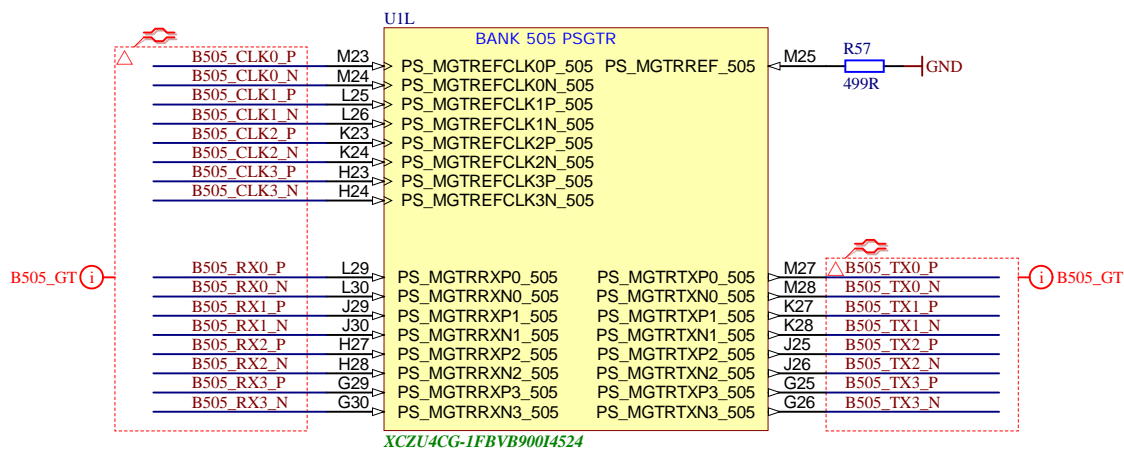 U1L
BANK 505 PSGTR
B505_CLK0_P M23 PS_MGTREFCLK0P_505 PS_MGTRREF_505 M25 R57 GND
499R
B505_CLK0_N M24 PS_MGTREFCLK0N_505
B505_CLK1_P L25 PS_MGTREFCLK1P_505
B505_CLK1_N L26 PS_MGTREFCLK1N_505
B505_CLK2_P K23 PS_MGTREFCLK2P_505
B505_CLK2_N K24 PS_MGTREFCLK2N_505
B505_CLK3_P H23 PS_MGTREFCLK3P_505
B505_CLK3_N H24 PS_MGTREFCLK3N_505
B505_GT i
B505_RX0_P L29 PS_MGTRRXP0_505 PS_MGTRTXP0_505 M27 B505_TX0_P
B505_RX0_N L30 PS_MGTRRXN0_505 PS_MGTRTXN0_505 M28 B505_TX0_N
B505_RX1_P J29 PS_MGTRRXP1_505 PS_MGTRTXP1_505 K27 B505_TX1_P
B505_RX1_N J30 PS_MGTRRXN1_505 PS_MGTRTXN1_505 K28 B505_TX1_N
B505_RX2_P H27 PS_MGTRRXP2_505 PS_MGTRTXP2_505 J25 B505_TX2_P
B505_RX2_N H28 PS_MGTRRXN2_505 PS_MGTRTXN2_505 J26 B505_TX2_N
B505_RX3_P G29 PS_MGTRRXP3_505 PS_MGTRTXP3_505 G25 B505_TX3_P
B505_RX3_N G30 PS_MGTRRXN3_505 PS_MGTRTXN3_505 G26 B505_TX3_N
i B505_GT
XCZU4CG-1FBVB900I4524